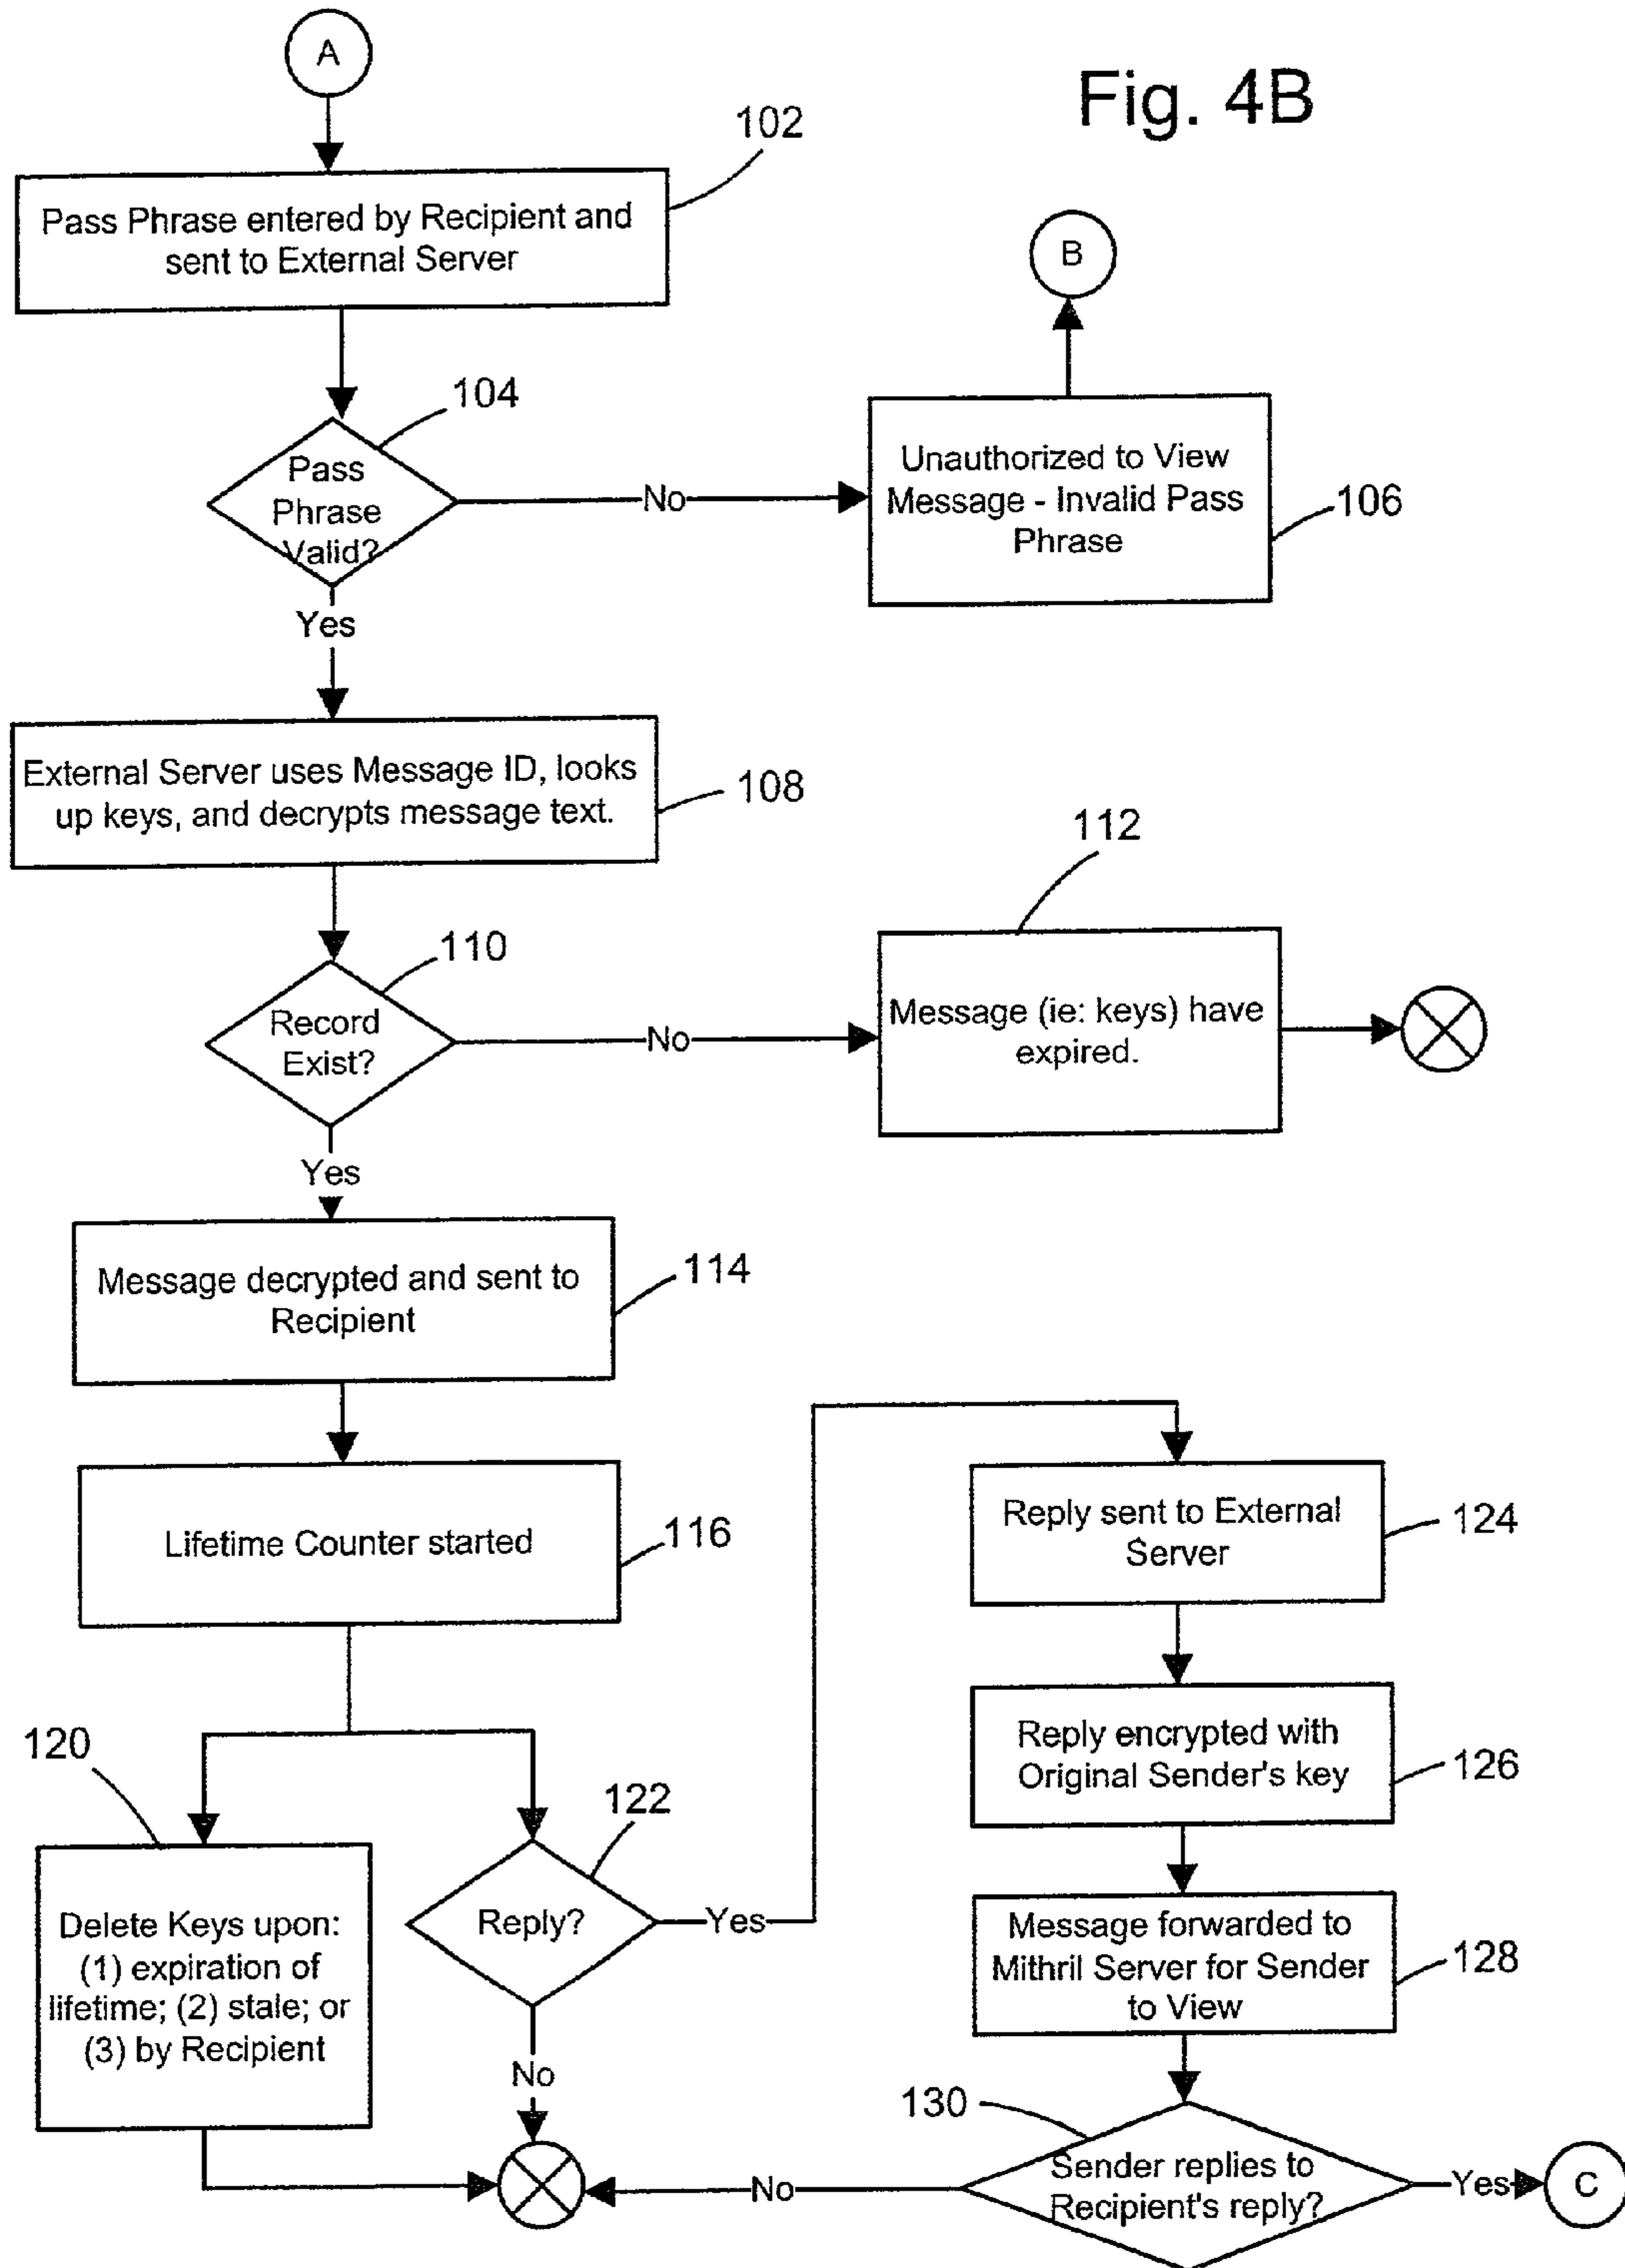 A
Fig. 4B
102
Pass Phrase entered by Recipient and
sent to External Server
B
104
Pass
Phrase
Valid?
No
Unauthorized to View
Message - Invalid Pass
Phrase
106
Yes
External Server uses Message ID, looks
up keys, and decrypts message text.
108
112
110
Record
Exist?
No
Message (ie: keys) have
expired.
Yes
Message decrypted and sent to
Recipient
114
Lifetime Counter started
116
Reply sent to External
Server
124
Reply encrypted with
Original Sender's key
126
120
122
Delete Keys upon:
(1) expiration of
lifetime; (2) stale; or
(3) by Recipient
Reply?
Yes
Message forwarded to
Mithril Server for Sender
to View
128
No
130
Sender replies to
Recipient's reply?
No
Yes
C